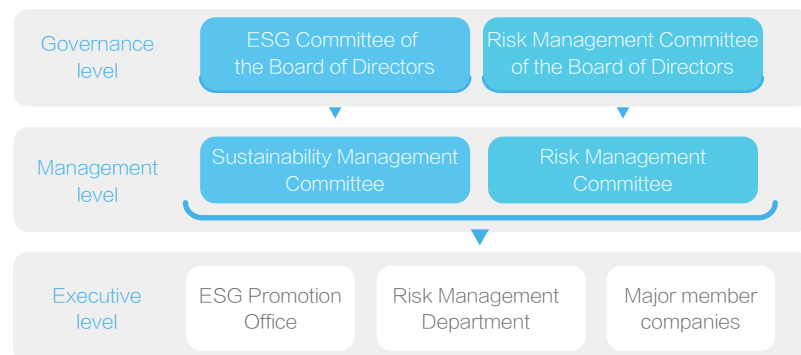 Governance
level
ESG Committee of
the Board of Directors
Risk Management Committee
of the Board of Directors
Management
level
Sustainability Management
Committee
Risk Management
Committee
Executive
level
ESG Promotion
Office
Risk Management
Department
Major member
companies